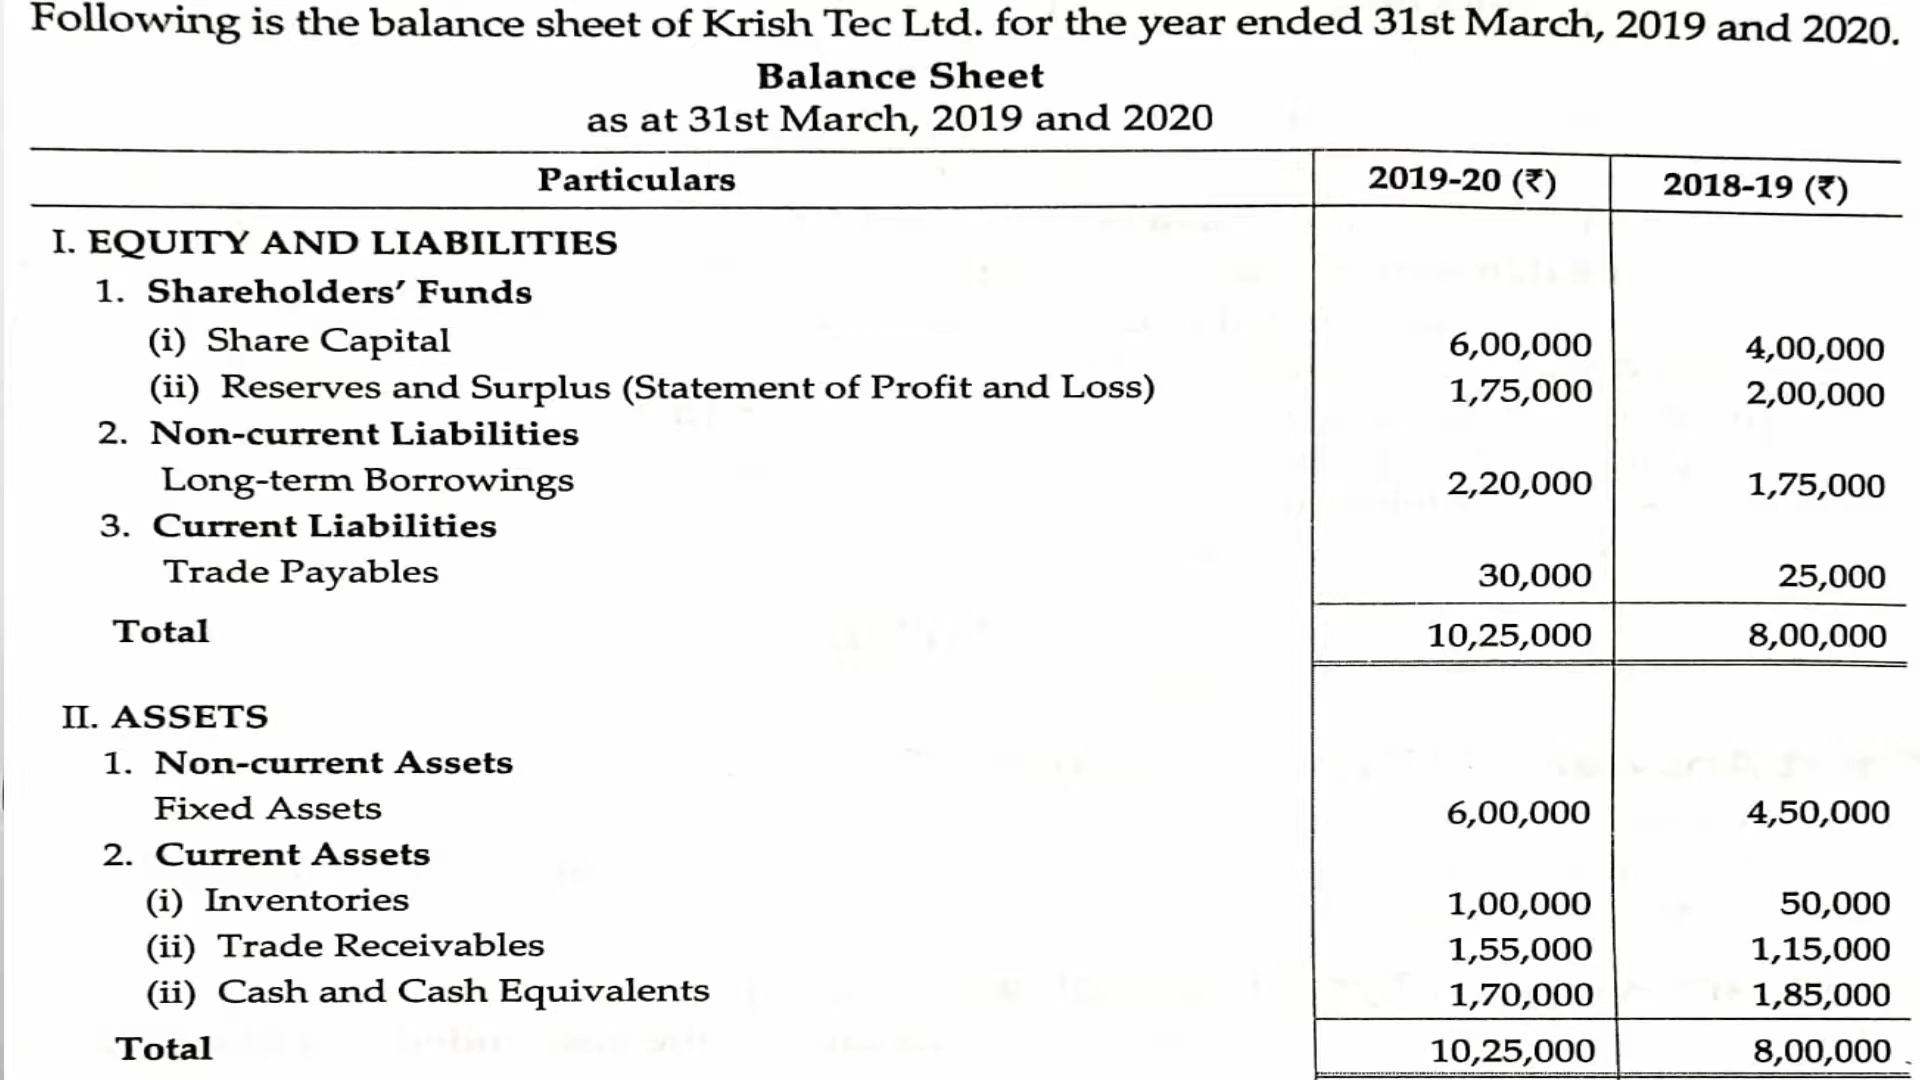 Following is the balance sheet of Krish Tec Ltd. for the year ended 31st March, 2019 and 2020.
Balance Sheet
as at 31st March, 2019 and 2020
Particulars 2019-20 (₹) 2018-19 (₹)
I. EQUITY AND LIABILITIES
1. Shareholders' Funds
(i) Share Capital 6,00,000 4,00,000
(ii) Reserves and Surplus (Statement of Profit and Loss) 1,75,000 2,00,000
2. Non-current Liabilities
Long-term Borrowings 2,20,000 1,75,000
3. Current Liabilities
Trade Payables 30,000 25,000
Total 10,25,000 8,00,000
II. ASSETS
1. Non-current Assets
Fixed Assets 6,00,000 4,50,000
2. Current Assets
(i) Inventories 1,00,000 50,000
(ii) Trade Receivables 1,55,000 1,15,000
(ii) Cash and Cash Equivalents 1,70,000 1,85,000
Total 10,25,000 8,00,000